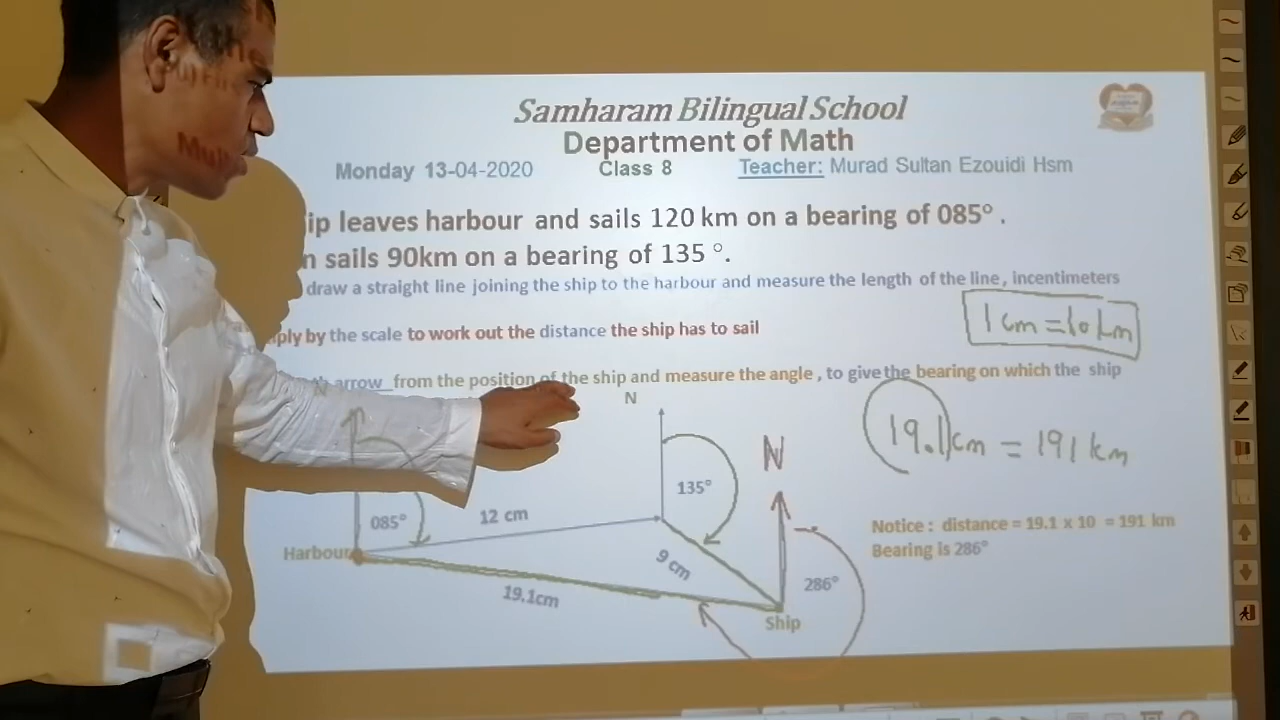 Samharam Bilingual School
Department of Math
Monday 13-04-2020 Class 8 Teacher: Murad Sultan Ezouidi Hsm
ip leaves harbour and sails 120 km on a bearing of 085° .
n sails 90km on a bearing of 135 °.
draw a straight line joining the ship to the harbour and measure the length of the line, incentimeters
1 cm = 10 km
ply by the scale to work out the distance the ship has to sail
th arrow from the position of the ship and measure the angle , to give the bearing on which the ship
N
N
19.1 cm = 191 km
N
135°
085°
12 cm
Notice : distance = 19.1 x 10 = 191 km
Bearing is 286°
Harbour
9 cm
286°
19.1cm
Ship